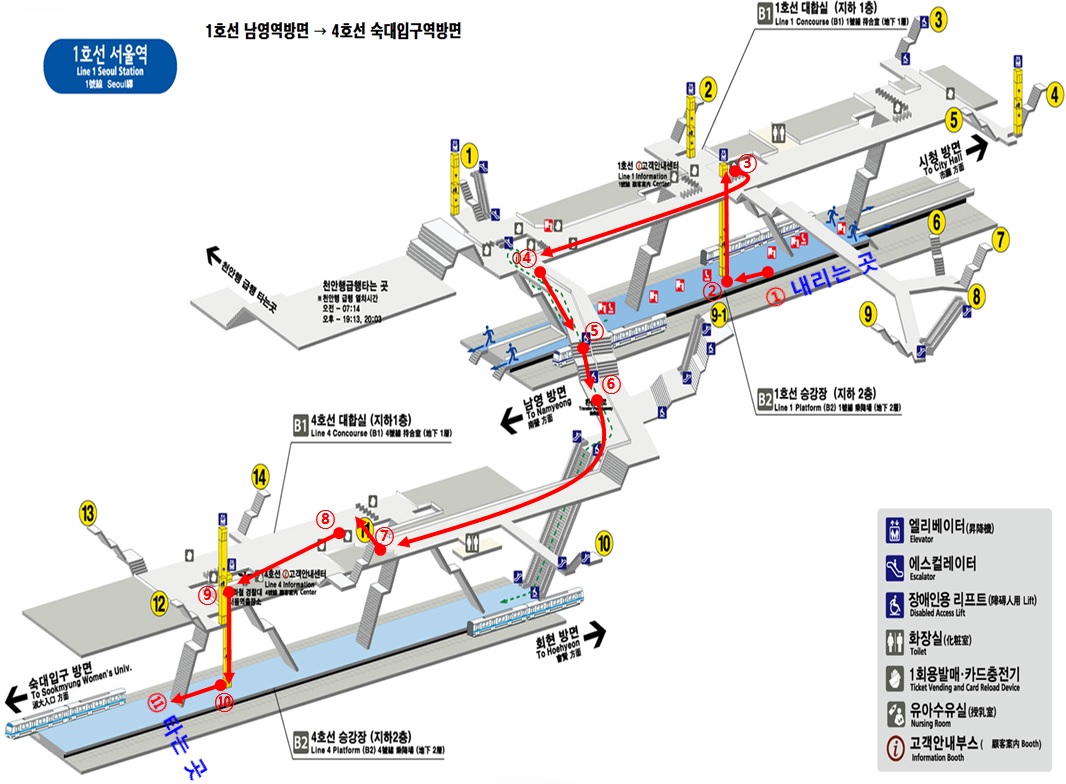 1호선 남영역방면 → 4호선 숙대입구역방면
1호선 서울역
Line 1 Seoul Station
1號線 Seoul驛
B1
1호선 대합실 (지하 1층)
Line 1 Concourse (B1) 1號線 待合室 (地下 1層)
3
2
4
5
1
1호선 고객안내센터
Line 1 Information
1號線 顧客案內 Center
③
시청 방면
To City Hall
市廳 方面
6
7
8
9
④
천안행 급행 타는곳
천안행급행타는 곳
※천안행 급행 열차시간
오전 - 07:14
오후 - 19:13, 20:03
②
①
내리는 곳
9-1
⑤
⑥
남영 방면
To Namyeong
南營 方面
B2
1호선 승강장 (지하 2층)
Line 1 Platform (B2) 1號線 乘降場 (地下 2層)
B1
4호선 대합실 (지하1층)
Line 4 Concourse (B1) 4號線 待合室 (地下 1層)
14
13
⑧
11
⑦
10
4호선 고객안내센터
Line 4 Information
4號線 顧客案內 Center
⑨
12
회현 방면
To Hoehyeon
會賢 方面
숙대입구 방면
To Sookmyung Women's Univ.
淑大入口 方面
⑪
⑩
타는 곳
B2
4호선 승강장 (지하2층)
Line 4 Platform (B2) 4號線 乘降場 (地下 2層)
엘리베이터(昇降機)
Elevator
에스컬레이터
Escalator
장애인용 리프트(障碍人用 Lift)
Disabled Access Lift
화장실(化粧室)
Toilet
1회용발매·카드충전기
Ticket Vending and Card Reload Device
유아수유실(授乳室)
Nursing Room
고객안내부스( 顧客案內 Booth)
Information Booth